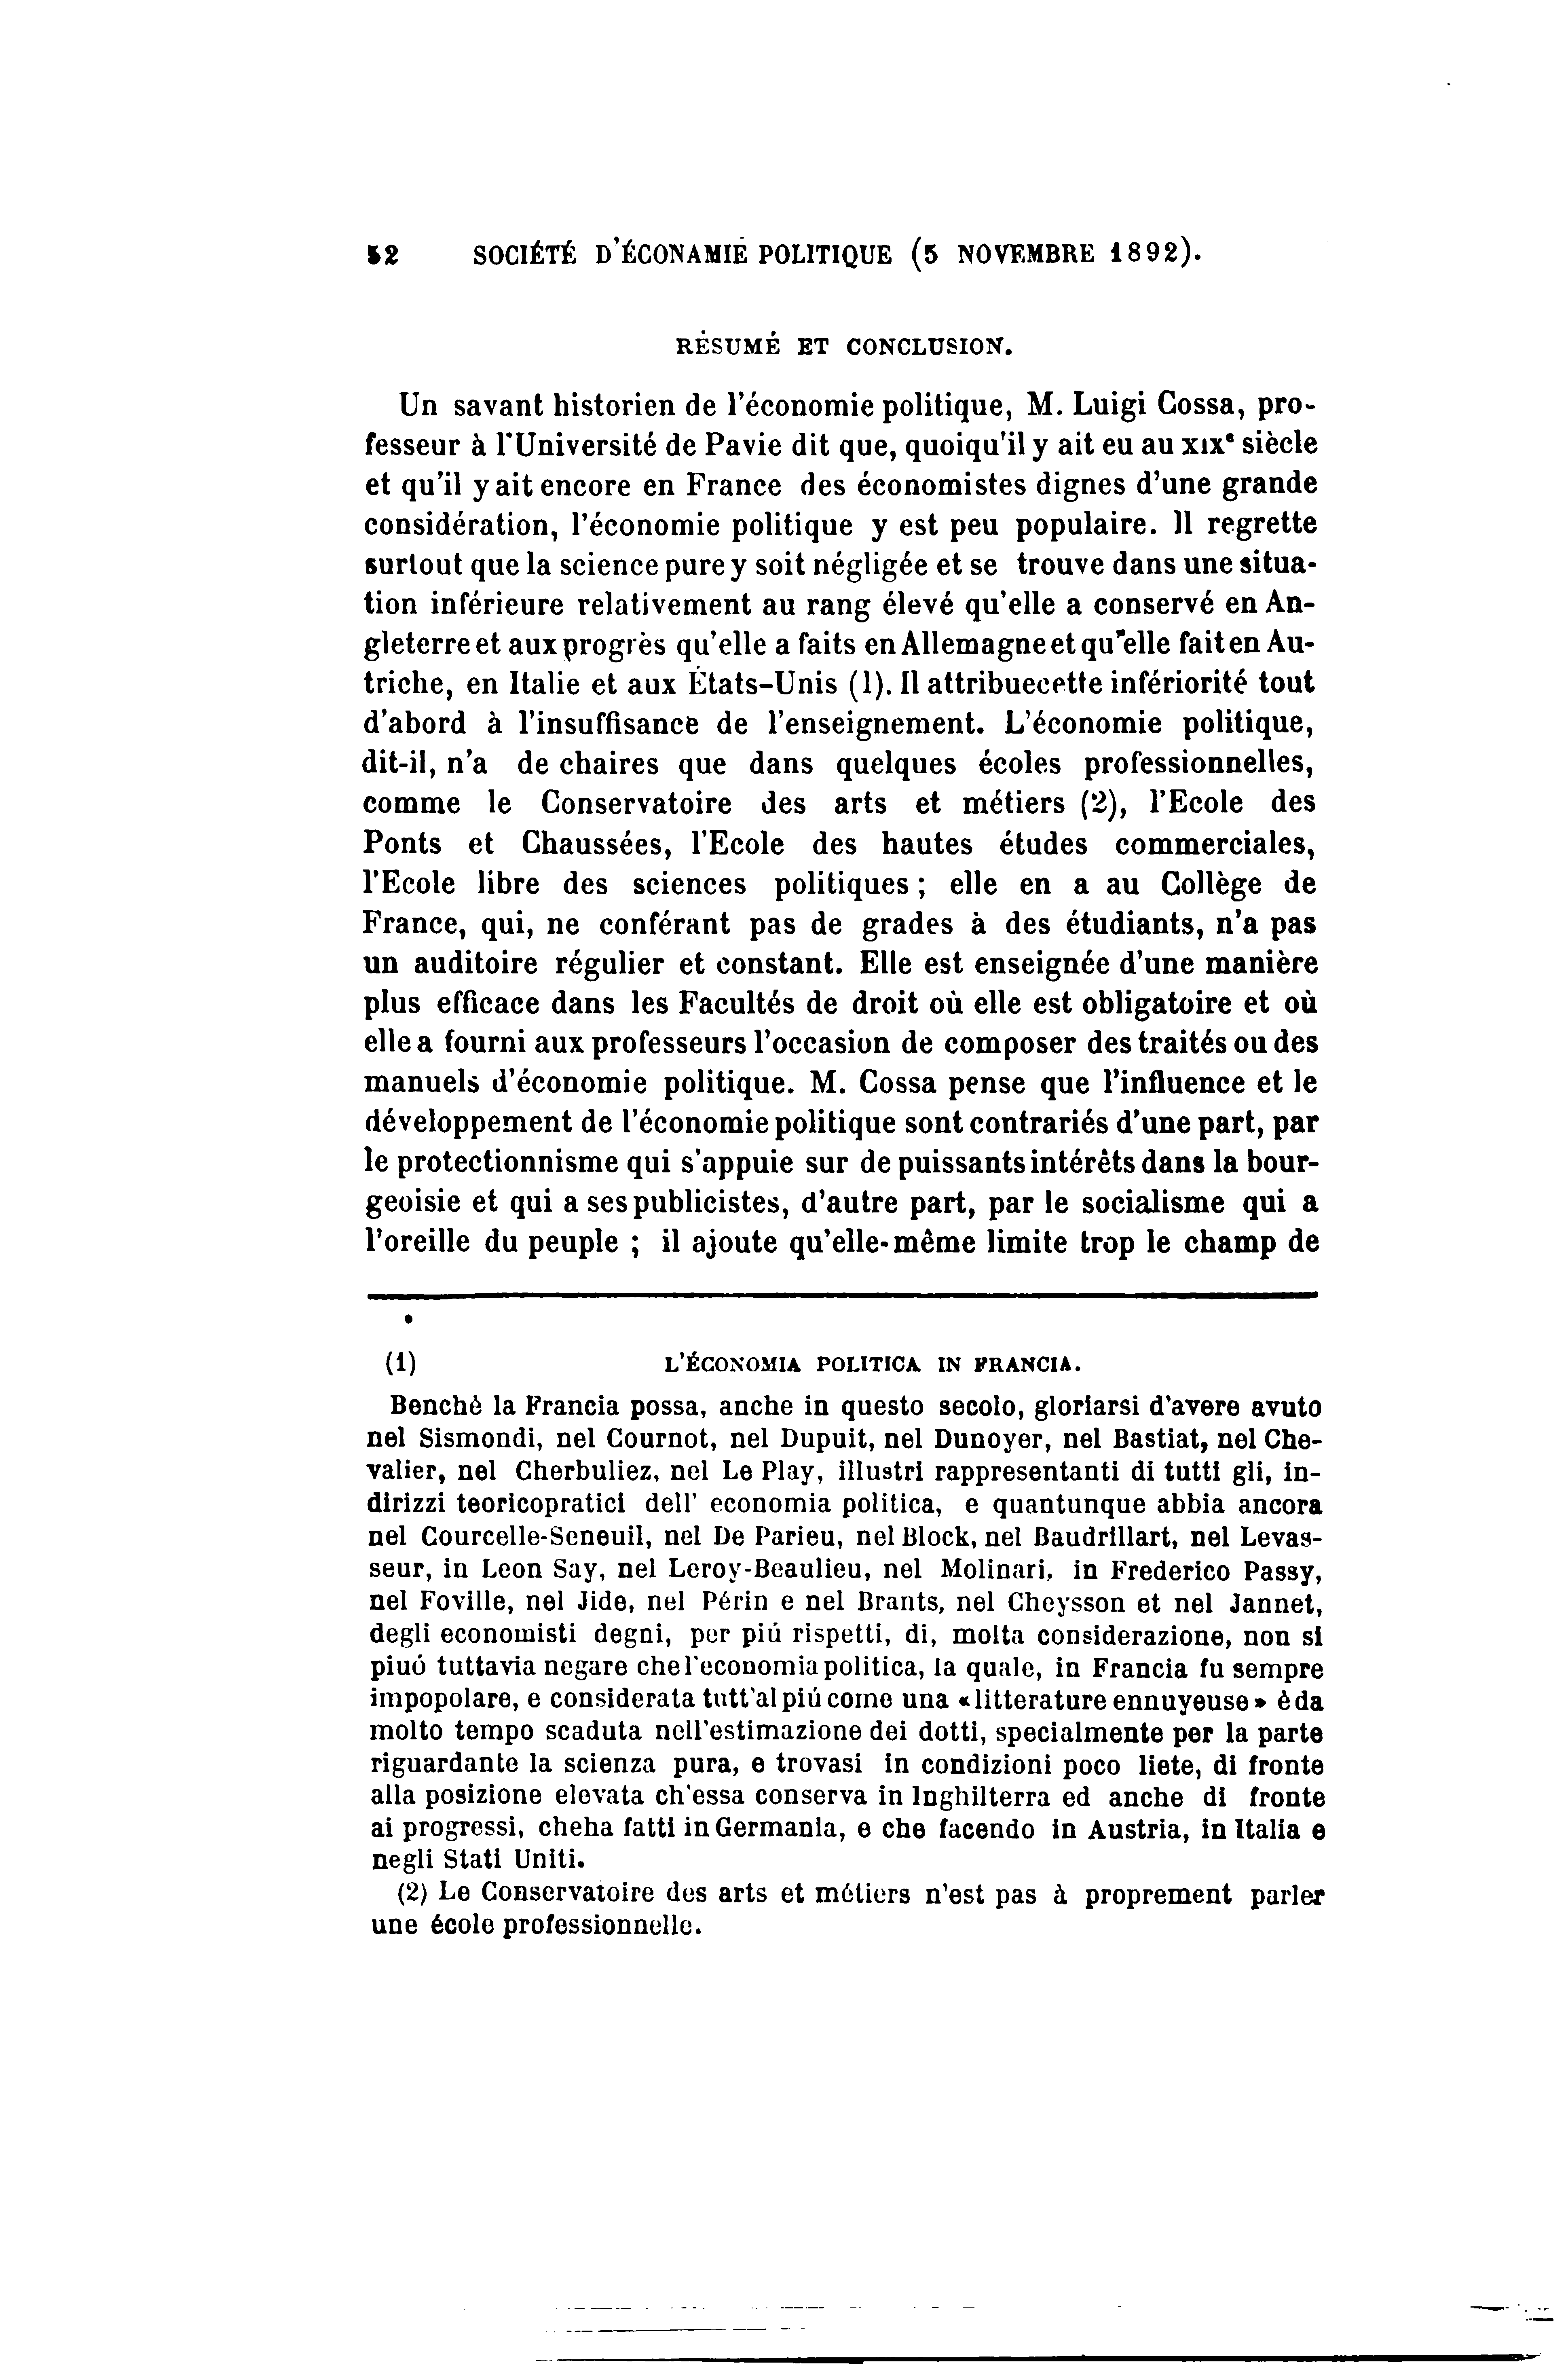 52 SOCIÉTÉ D'ÉCONAMIE POLITIQUE (5 NOVEMBRE 1892).
RÉSUMÉ ET CONCLUSION.
Un savant historien de l'économie politique, M. Luigi Cossa, pro-
fesseur à l'Université de Pavie dit que, quoiqu'il y ait eu au XIXe siècle
et qu'il y ait encore en France des économistes dignes d'une grande
considération, l'économie politique y est peu populaire. Il regrette
surtout que la science pure y soit négligée et se trouve dans une situa-
tion inférieure relativement au rang élevé qu'elle a conservé en An-
gleterre et aux progrès qu'elle a faits en Allemagne et qu'elle fait en Au-
triche, en Italie et aux États-Unis (1). Il attribue cette infériorité tout
d'abord à l'insuffisance de l'enseignement. L'économie politique,
dit-il, n'a de chaires que dans quelques écoles professionnelles,
comme le Conservatoire des arts et métiers (2), l'Ecole des
Ponts et Chaussées, l'Ecole des hautes études commerciales,
l'Ecole libre des sciences politiques ; elle en a au Collège de
France, qui, ne conférant pas de grades à des étudiants, n'a pas
un auditoire régulier et constant. Elle est enseignée d'une manière
plus efficace dans les Facultés de droit où elle est obligatoire et où
elle a fourni aux professeurs l'occasion de composer des traités ou des
manuels d'économie politique. M. Cossa pense que l'influence et le
développement de l'économie politique sont contrariés d'une part, par
le protectionnisme qui s'appuie sur de puissants intérêts dans la bour-
geoisie et qui a ses publicistes, d'autre part, par le socialisme qui a
l'oreille du peuple ; il ajoute qu'elle-même limite trop le champ de
(1) L'ÉCONOMIA POLITICA IN FRANCIA.
Benchè la Francia possa, anche in questo secolo, gloriarsi d'avere avuto
nel Sismondi, nel Cournot, nel Dupuit, nel Dunoyer, nel Bastiat, nel Che-
valier, nel Cherbuliez, nel Le Play, illustri rappresentanti di tutti gli, in-
dirizzi teoricopratici dell' economia politica, e quantunque abbia ancora
nel Courcelle-Seneuil, nel De Parieu, nel Block, nel Baudrillart, nel Levas-
seur, in Leon Say, nel Leroy-Beaulieu, nel Molinari, in Frederico Passy,
nel Foville, nel Jide, nel Périn e nel Brants, nel Cheysson et nel Jannet,
degli economisti degni, per piú rispetti, di, molta considerazione, non si
piuó tuttavia negare che l'economia politica, la quale, in Francia fu sempre
impopolare, e considerata tutt'al piú come una « litterature ennuyeuse » è da
molto tempo scaduta nell'estimazione dei dotti, specialmente per la parte
riguardante la scienza pura, e trovasi in condizioni poco liete, di fronte
alla posizione elevata ch'essa conserva in Inghilterra ed anche di fronte
ai progressi, che ha fatti in Germania, e che facendo in Austria, in Italia e
negli Stati Uniti.
(2) Le Conservatoire des arts et métiers n'est pas à proprement parler
une école professionnelle.